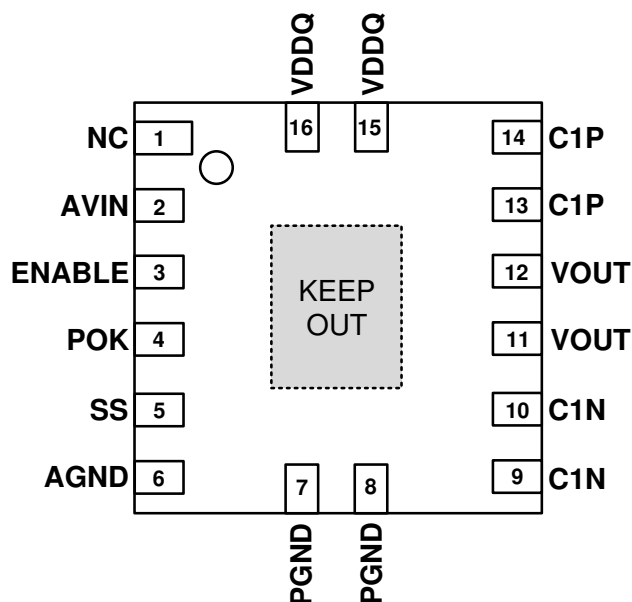 VDDQ VDDQ
16 15
NC 1
14 C1P
AVIN 2
13 C1P
ENABLE 3
12 VOUT
KEEP
OUT
POK 4
11 VOUT
SS 5
10 C1N
AGND 6
9 C1N
7 8
PGND PGND